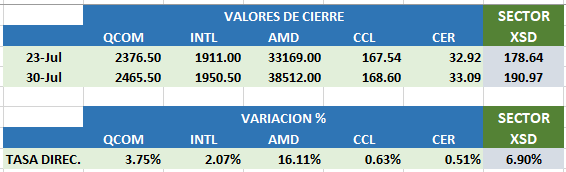 VALORES DE CIERRE SECTOR
QCOM INTL AMD CCL CER XSD
23-Jul 2376.50 1911.00 33169.00 167.54 32.92 178.64
30-Jul 2465.50 1950.50 38512.00 168.60 33.09 190.97
VARIACION % SECTOR
QCOM INTL AMD CCL CER XSD
TASA DIREC. 3.75% 2.07% 16.11% 0.63% 0.51% 6.90%